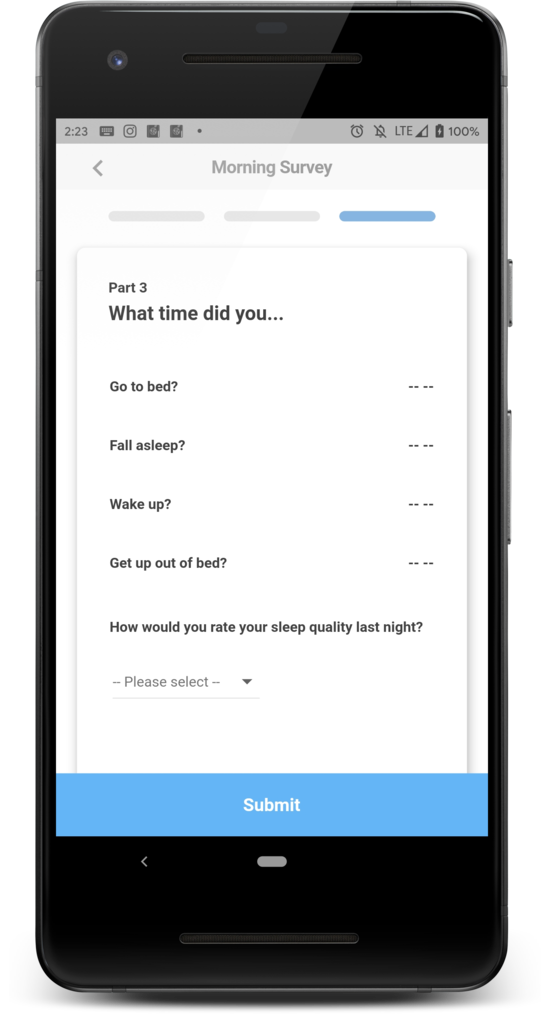 2:23 LTE 100%
Morning Survey
Part 3
What time did you...
Go to bed? -- --
Fall asleep? -- --
Wake up? -- --
Get up out of bed? -- --
How would you rate your sleep quality last night?
-- Please select --
Submit